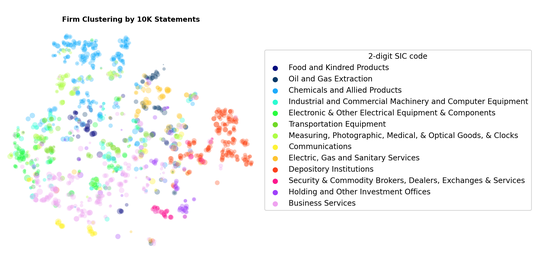 Firm Clustering by 10K Statements
2-digit SIC code
Food and Kindred Products
Oil and Gas Extraction
Chemicals and Allied Products
Industrial and Commercial Machinery and Computer Equipment
Electronic & Other Electrical Equipment & Components
Transportation Equipment
Measuring, Photographic, Medical, & Optical Goods, & Clocks
Communications
Electric, Gas and Sanitary Services
Depository Institutions
Security & Commodity Brokers, Dealers, Exchanges & Services
Holding and Other Investment Offices
Business Services